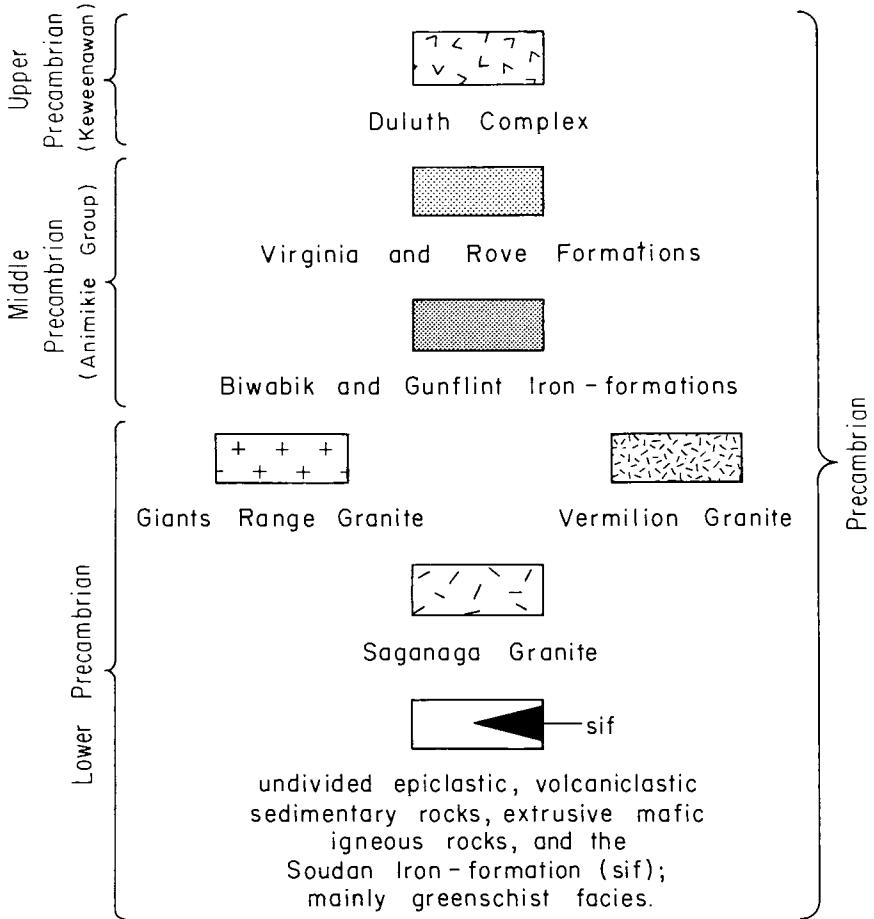 Upper
Precambrian
(Keweenawan)
Duluth Complex
Middle
Precambrian
(Animikie Group)
Virginia and Rove Formations
Biwabik and Gunflint Iron-formations
Lower Precambrian
Giants Range Granite
Vermilion Granite
Saganaga Granite
sif
undivided epiclastic, volcaniclastic
sedimentary rocks, extrusive mafic
igneous rocks, and the
Soudan Iron-formation (sif);
mainly greenschist facies.
Precambrian